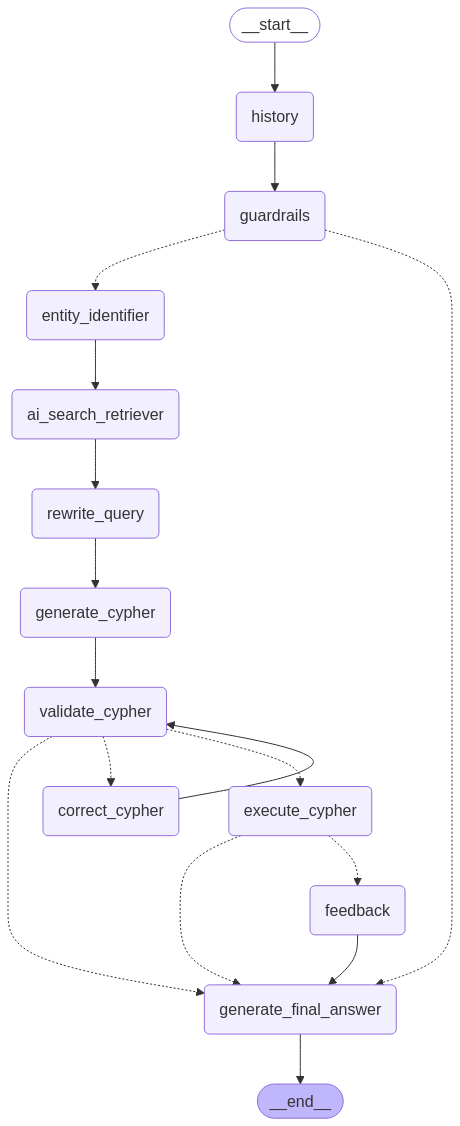 __start__
history
guardrails
entity_identifier
ai_search_retriever
rewrite_query
generate_cypher
validate_cypher
correct_cypher
execute_cypher
feedback
generate_final_answer
__end__